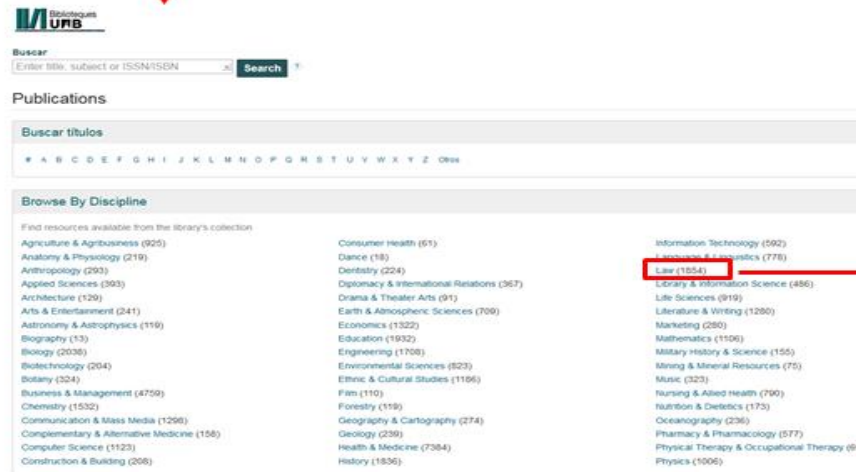 Biblioteques
UAB
Buscar
Enter title, subject or ISSN/ISBN
Search
?
Publications
Buscar títulos
# A B C D E F G H I J K L M N O P Q R S T U V W X Y Z Otros
Browse By Discipline
Find resources available from the library's collection
Agriculture & Agribusiness (925)
Anatomy & Physiology (219)
Anthropology (293)
Applied Sciences (393)
Architecture (129)
Arts & Entertainment (241)
Astronomy & Astrophysics (119)
Biography (13)
Biology (2038)
Biotechnology (204)
Botany (324)
Business & Management (4759)
Chemistry (1532)
Communication & Mass Media (1298)
Complementary & Alternative Medicine (158)
Computer Science (1123)
Construction & Building (208)
Consumer Health (61)
Dance (18)
Dentistry (224)
Diplomacy & International Relations (367)
Drama & Theater Arts (91)
Earth & Atmospheric Sciences (709)
Economics (1322)
Education (1932)
Engineering (1708)
Environmental Sciences (823)
Ethnic & Cultural Studies (1186)
Film (110)
Forestry (119)
Geography & Cartography (274)
Geology (239)
Health & Medicine (7384)
History (1836)
Information Technology (592)
Language & Linguistics (778)
Law (1854)
Library & Information Science (486)
Life Sciences (919)
Literature & Writing (1280)
Marketing (280)
Mathematics (1106)
Military History & Science (155)
Mining & Mineral Resources (75)
Music (323)
Nursing & Allied Health (790)
Nutrition & Dietetics (173)
Oceanography (236)
Pharmacy & Pharmacology (577)
Physical Therapy & Occupational Therapy (6
Physics (1006)